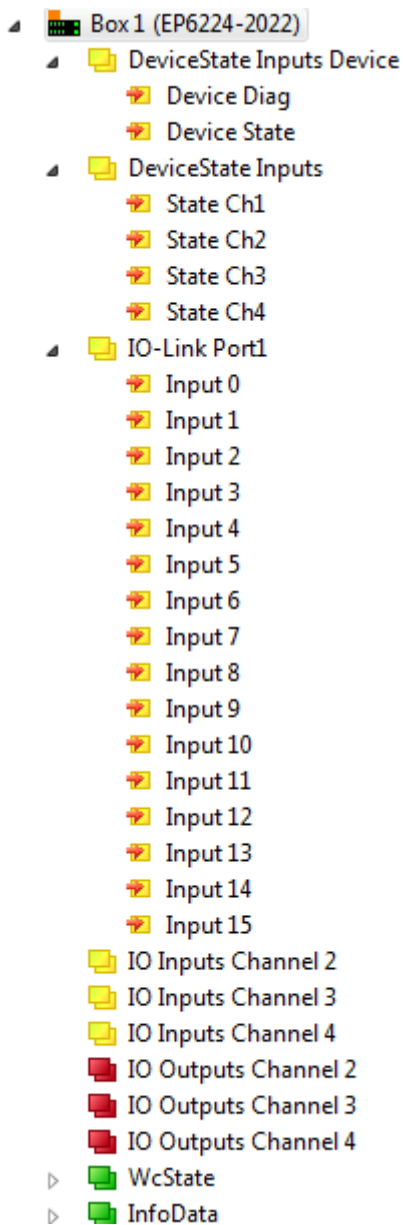 Box 1 (EP6224-2022)
DeviceState Inputs Device
Device Diag
Device State
DeviceState Inputs
State Ch1
State Ch2
State Ch3
State Ch4
IO-Link Port1
Input 0
Input 1
Input 2
Input 3
Input 4
Input 5
Input 6
Input 7
Input 8
Input 9
Input 10
Input 11
Input 12
Input 13
Input 14
Input 15
IO Inputs Channel 2
IO Inputs Channel 3
IO Inputs Channel 4
IO Outputs Channel 2
IO Outputs Channel 3
IO Outputs Channel 4
WcState
InfoData